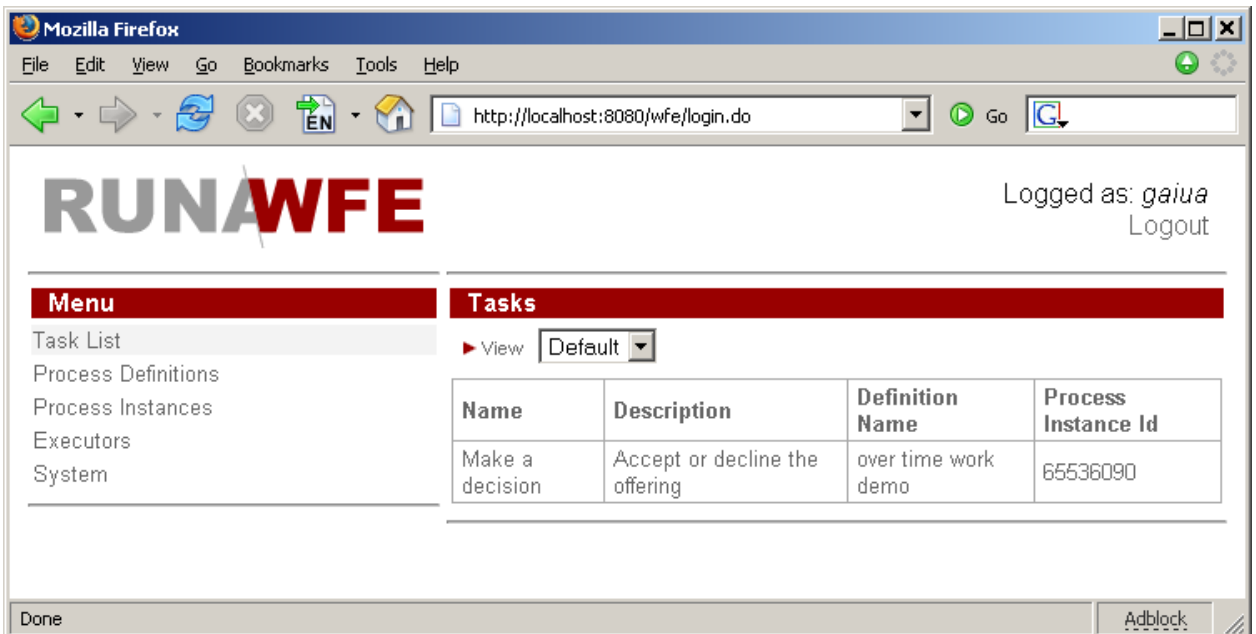 Mozilla Firefox
File Edit View Go Bookmarks Tools Help
EN http://localhost:8080/wfe/login.do Go G
RUNAWFE
Logged as: gaiua
Logout
Menu
Task List
Process Definitions
Process Instances
Executors
System
Tasks
View Default
Name Description Definition Name Process Instance Id
Make a decision Accept or decline the offering over time work demo 65536090
Done Adblock